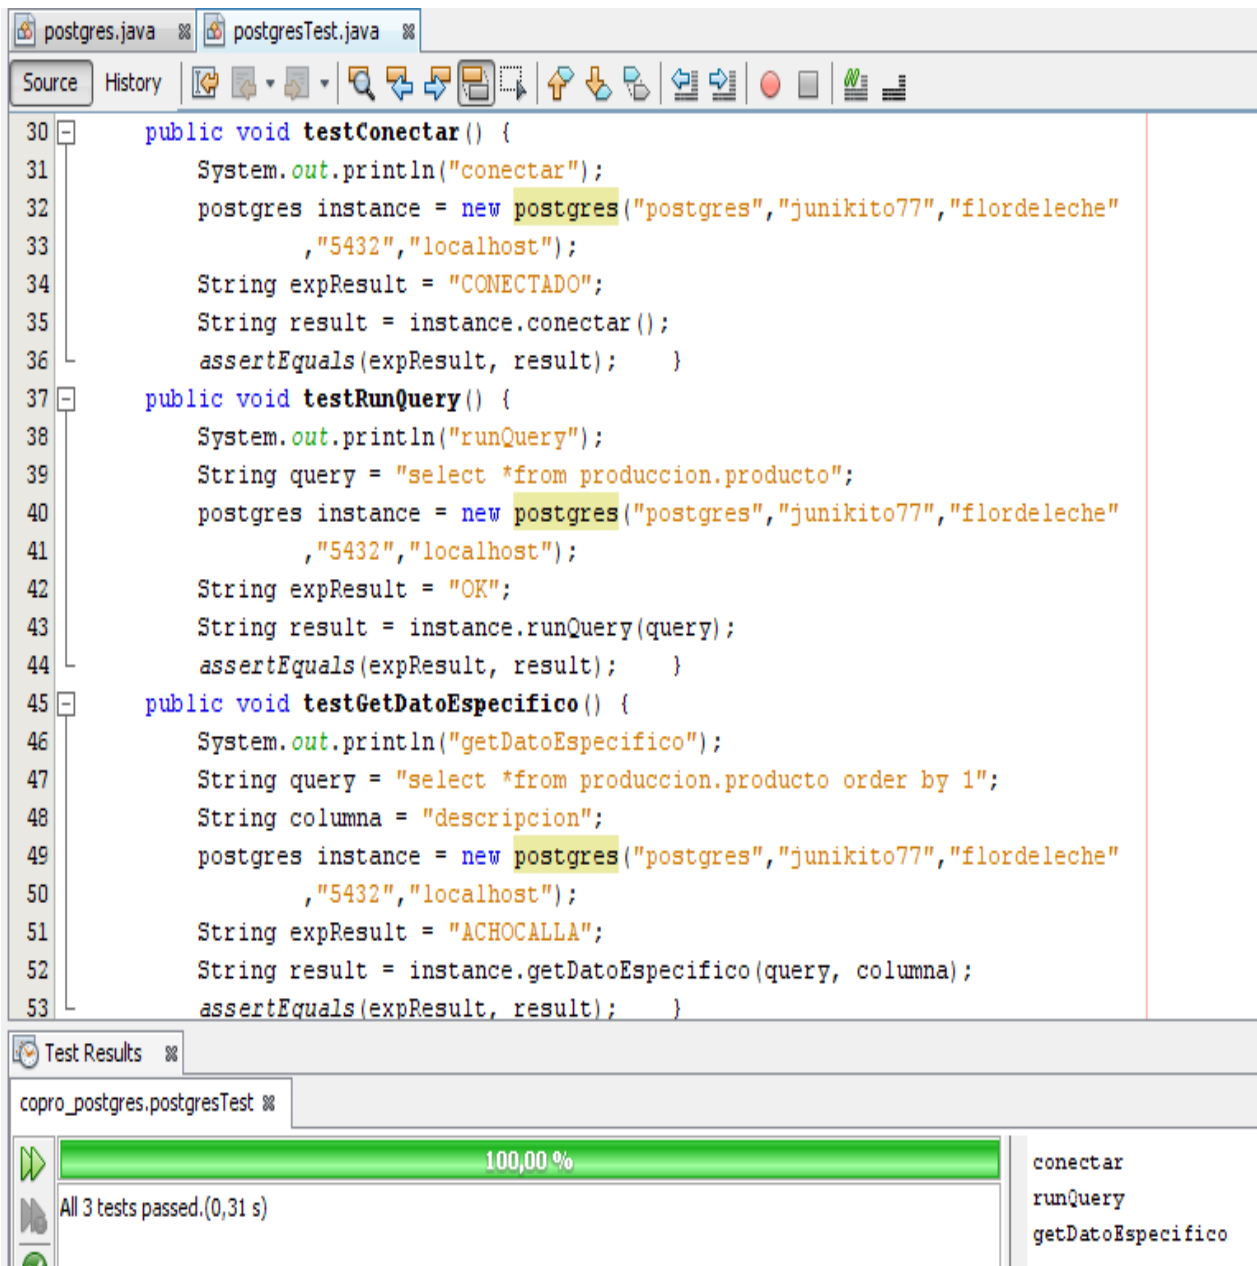 postgres.java postgresTest.java
Source History
30 public void testConectar() {
31 System.out.println("conectar");
32 postgres instance = new postgres("postgres","junikito77","flordeleche"
33 ,"5432","localhost");
34 String expResult = "CONECTADO";
35 String result = instance.conectar();
36 assertEquals(expResult, result); }
37 public void testRunQuery() {
38 System.out.println("runQuery");
39 String query = "select *from produccion.producto";
40 postgres instance = new postgres("postgres","junikito77","flordeleche"
41 ,"5432","localhost");
42 String expResult = "OK";
43 String result = instance.runQuery(query);
44 assertEquals(expResult, result); }
45 public void testGetDatoEspecifico() {
46 System.out.println("getDatoEspecifico");
47 String query = "select *from produccion.producto order by 1";
48 String columna = "descripcion";
49 postgres instance = new postgres("postgres","junikito77","flordeleche"
50 ,"5432","localhost");
51 String expResult = "ACHOCALLA";
52 String result = instance.getDatoEspecifico(query, columna);
53 assertEquals(expResult, result); }
Test Results
copro_postgres.postgresTest
100,00 %
All 3 tests passed.(0,31 s)
conectar
runQuery
getDatoEspecifico